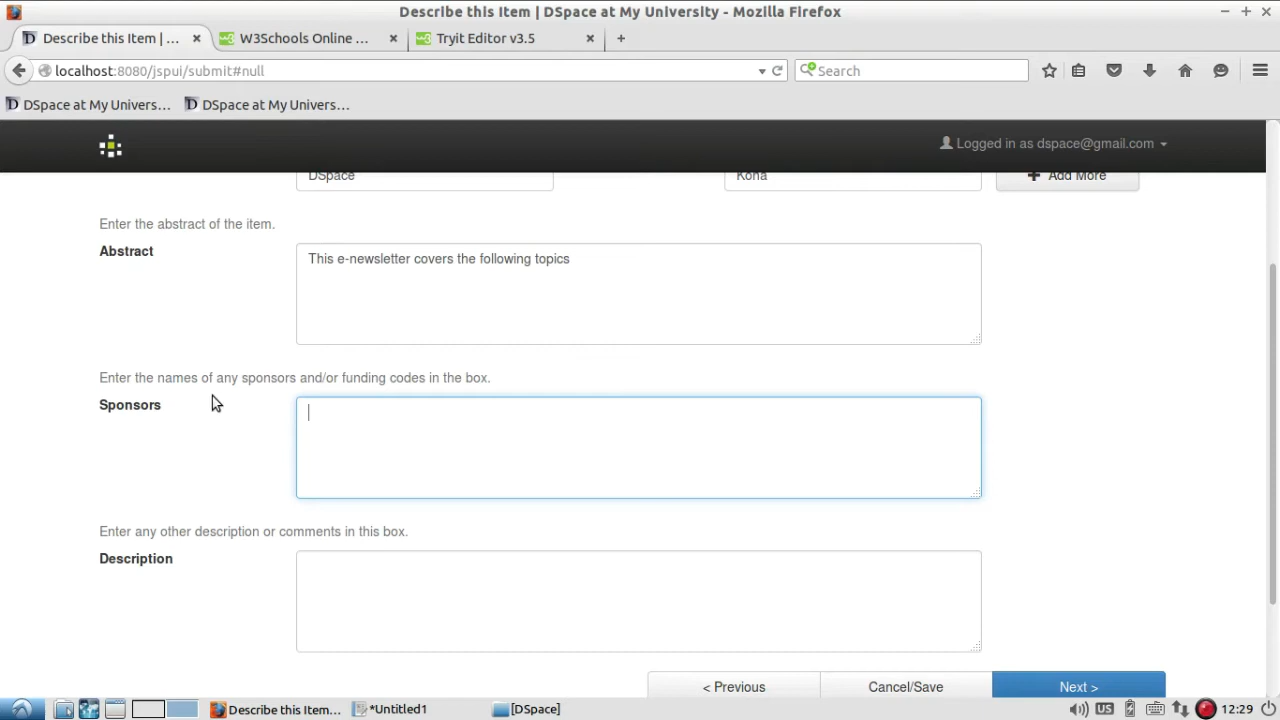 Describe this Item | DSpace at My University - Mozilla Firefox
Describe this Item | ...
W3Schools Online ...
Tryit Editor v3.5
localhost:8080/jspui/submit#null
Search
DSpace at My Univers...
DSpace at My Univers...
Logged in as dspace@gmail.com
DSpace
Koha
Add More
Enter the abstract of the item.
Abstract
This e-newsletter covers the following topics
Enter the names of any sponsors and/or funding codes in the box.
Sponsors
Enter any other description or comments in this box.
Description
< Previous
Cancel/Save
Next >
Describe this Item...
*Untitled1
[DSpace]
US
12:29